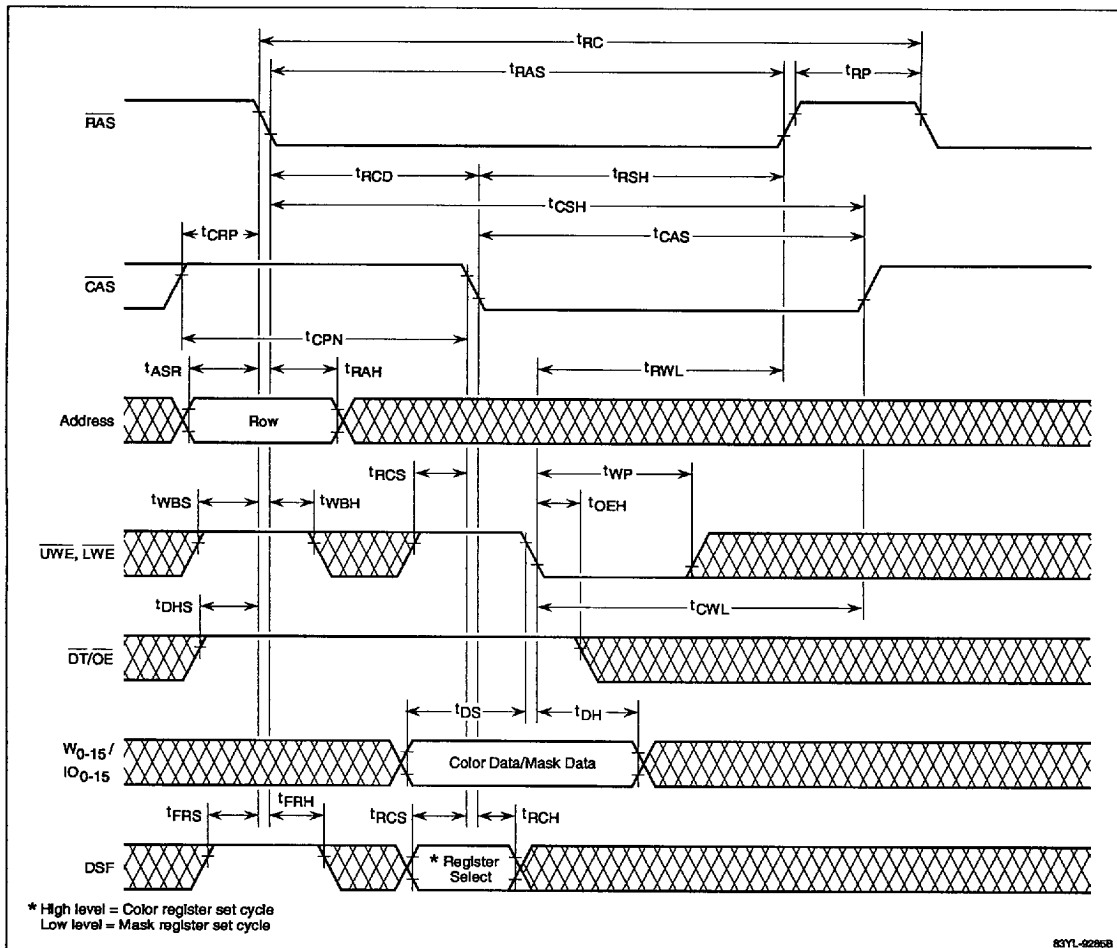 tRC
tRAS
tRP
RAS
tRCD
tRSH
tCSH
tCRP
tCAS
CAS
tCPN
tASR
tRAH
tRWL
Address
Row
tRCS
tWP
tWBS
tWBH
tOEH
UWE, LWE
tDHS
tCWL
DT/OE
tDS
tDH
W0-15 /
IO0-15
Color Data/Mask Data
tFRS
tFRH
tRCS
tRCH
DSF
* Register
Select
* High level = Color register set cycle
Low level = Mask register set cycle
83YL-9286B